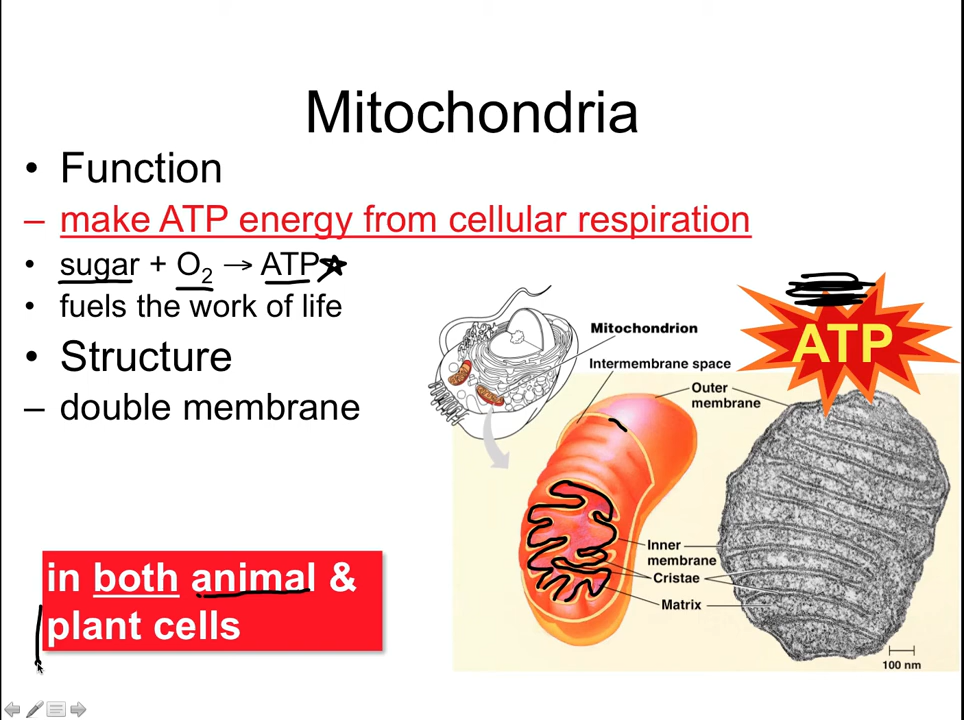 Mitochondria
• Function
– make ATP energy from cellular respiration
• sugar + O₂ → ATP
• fuels the work of life
• Structure
– double membrane
in both animal &
plant cells
Mitochondrion
Intermembrane space
Outer
membrane
ATP
Inner
membrane
Cristae
Matrix
100 nm